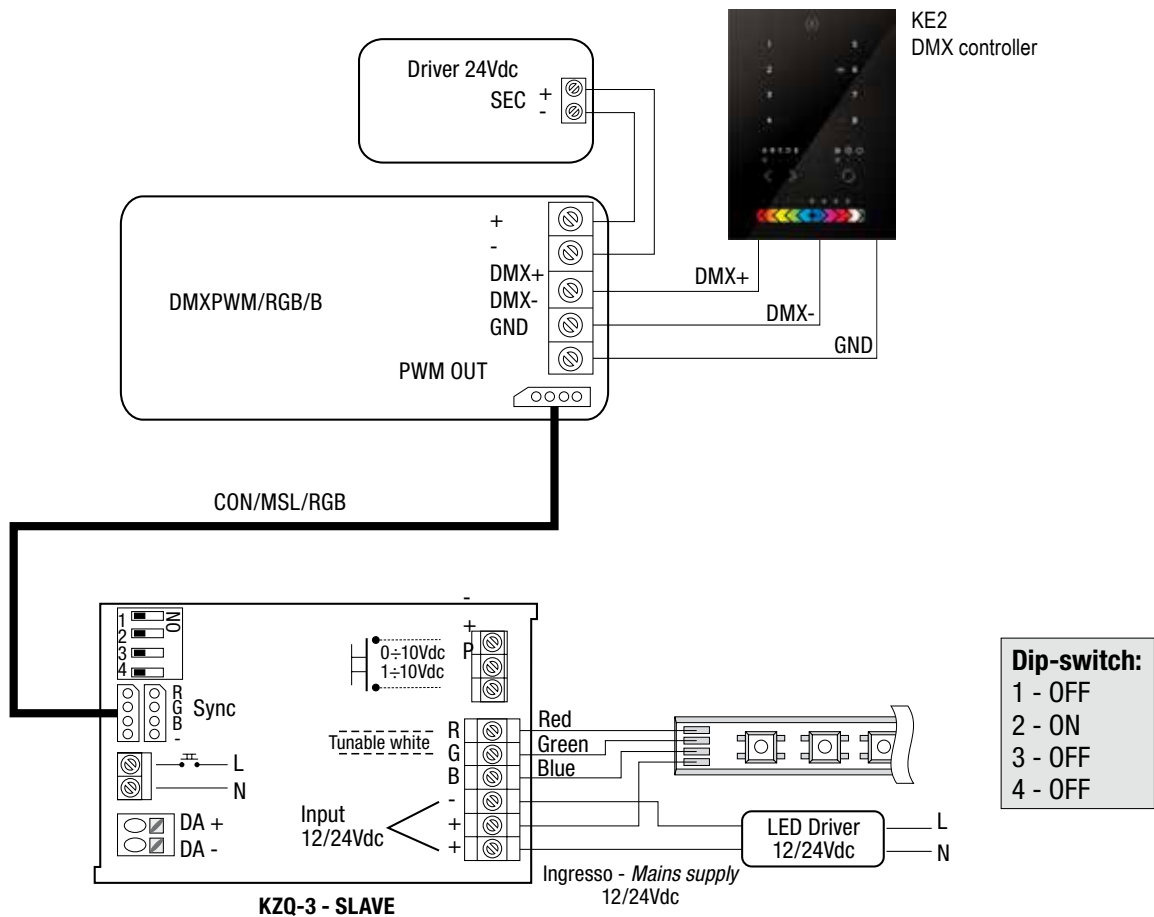 KE2
DMX controller
Driver 24Vdc
SEC +
-
+
-
DMX+
DMX-
GND
DMXPWM/RGB/B
PWM OUT
DMX+
DMX-
GND
CON/MSL/RGB
1
2
3
4
NO
R
G
B
-
Sync
L
N
DA +
DA -
-
+
P
0÷10Vdc
1÷10Vdc
Tunable white
R
G
B
-
+
+
Input
12/24Vdc
Red
Green
Blue
LED Driver
12/24Vdc
L
N
Ingresso - Mains supply
12/24Vdc
KZQ-3 - SLAVE
Dip-switch:
1 - OFF
2 - ON
3 - OFF
4 - OFF